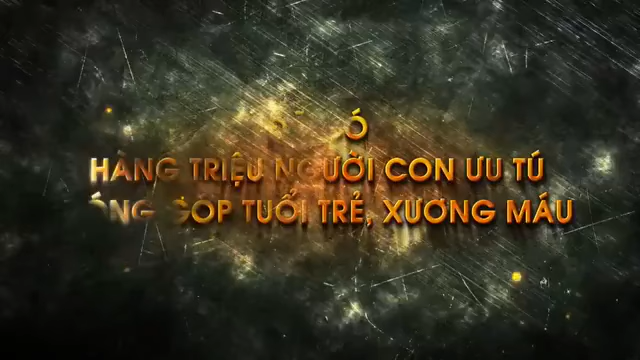 HÀNG TRIỆU NGƯỜI CON ƯU TÚ
GÓP TUỔI TRẺ, XƯƠNG MÁU